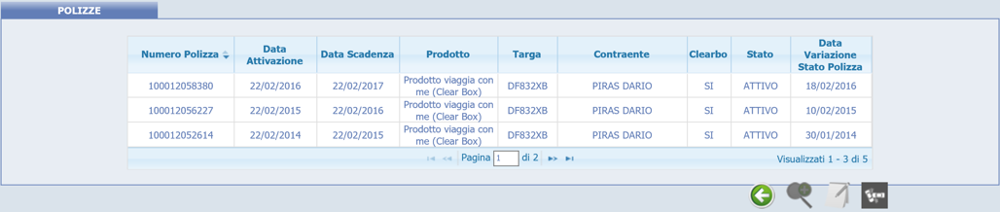 POLIZZE
Numero Polizza Data Attivazione Data Scadenza Prodotto Targa Contraente Clearbo Stato Data Variazione Stato Polizza
100012058380 22/02/2016 22/02/2017 Prodotto viaggia con me (Clear Box) DF832XB PIRAS DARIO SI ATTIVO 18/02/2016
100012056227 22/02/2015 22/02/2016 Prodotto viaggia con me (Clear Box) DF832XB PIRAS DARIO SI ATTIVO 10/02/2015
100012052614 22/02/2014 22/02/2015 Prodotto viaggia con me (Clear Box) DF832XB PIRAS DARIO SI ATTIVO 30/01/2014
Pagina 1 di 2 Visualizzati 1 - 3 di 5